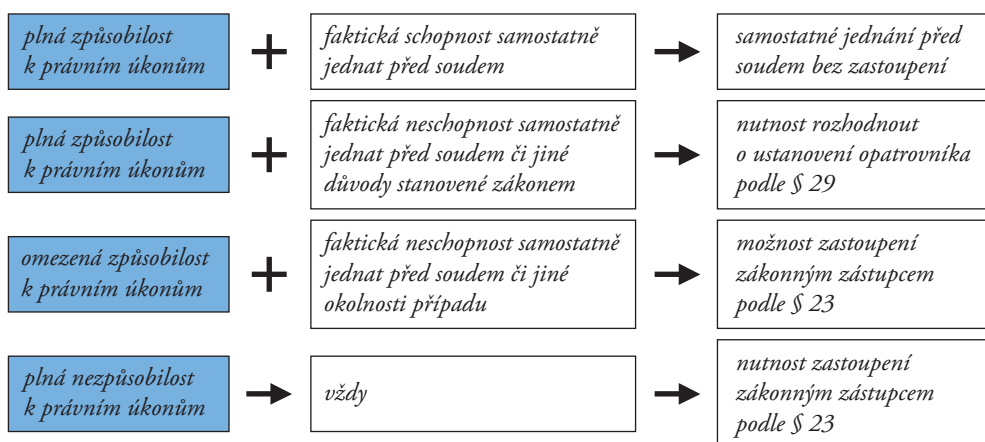 plná způsobilost
k právním úkonům
+
faktická schopnost samostatně
jednat před soudem
samostatné jednání před
soudem bez zastoupení
plná způsobilost
k právním úkonům
+
faktická neschopnost samostatně
jednat před soudem či jiné
důvody stanovené zákonem
nutnost rozhodnout
o ustanovení opatrovníka
podle § 29
omezená způsobilost
k právním úkonům
+
faktická neschopnost samostatně
jednat před soudem či jiné
okolnosti případu
možnost zastoupení
zákonným zástupcem
podle § 23
plná nezpůsobilost
k právním úkonům
vždy
nutnost zastoupení
zákonným zástupcem
podle § 23